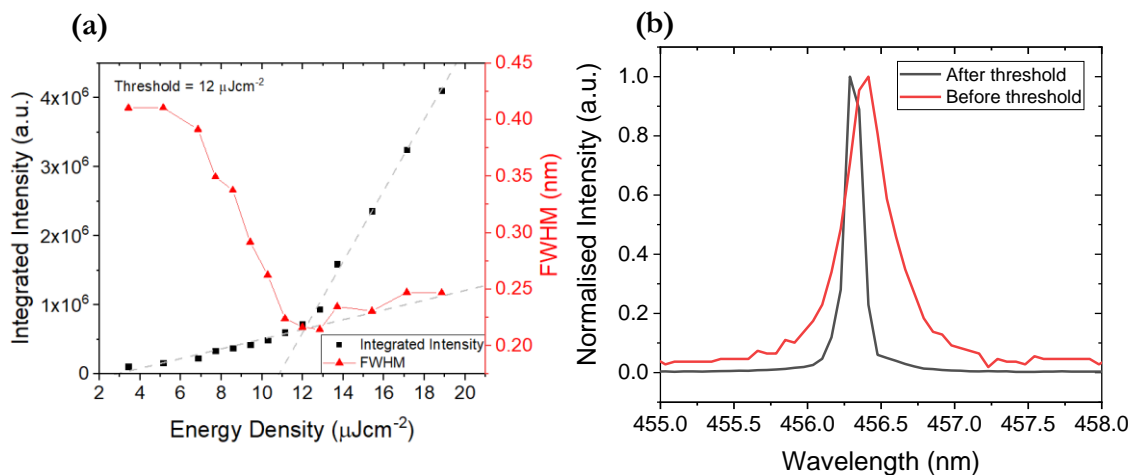 (a)
Threshold = 12 μJcm⁻²
Integrated Intensity (a.u.)
4x10⁶
3x10⁶
2x10⁶
1x10⁶
0
0.45
0.40
0.35
0.30
0.25
0.20
FWHM (nm)
Integrated Intensity
FWHM
2 4 6 8 10 12 14 16 18 20
Energy Density (μJcm⁻²)
(b)
Normalised Intensity (a.u.)
1.0
0.8
0.6
0.4
0.2
0.0
After threshold
Before threshold
455.0 455.5 456.0 456.5 457.0 457.5 458.0
Wavelength (nm)